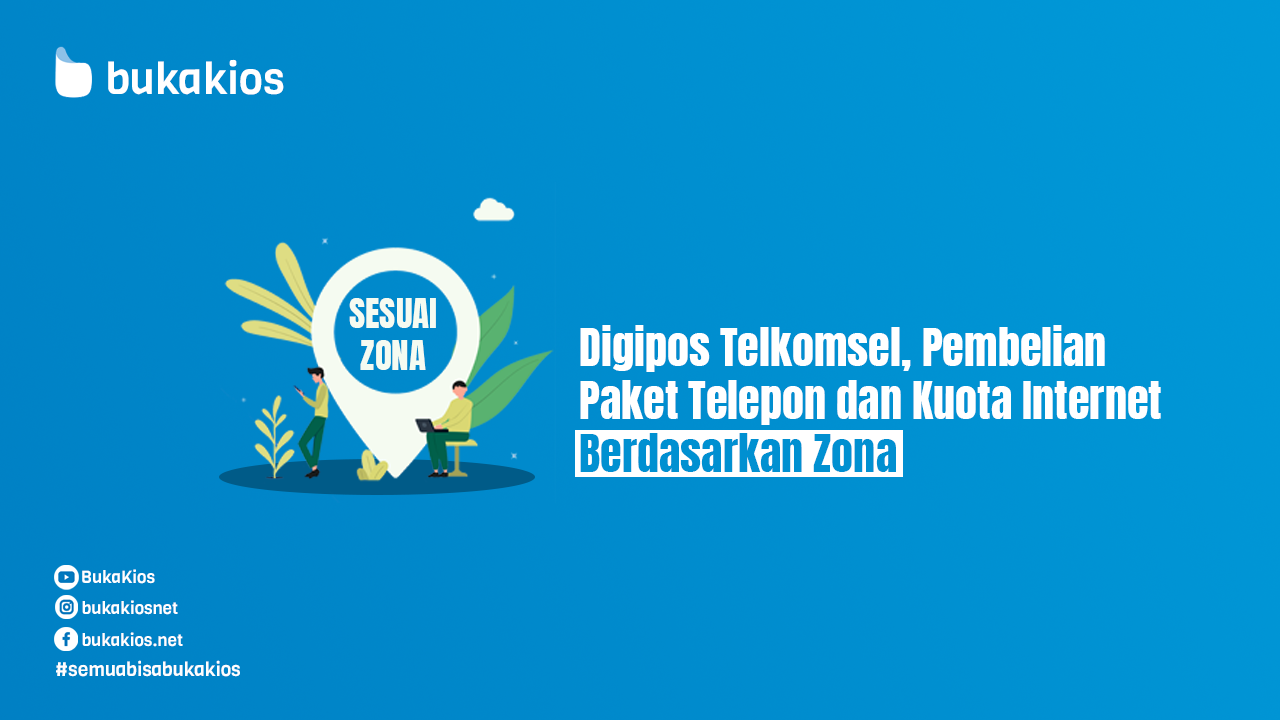 bukakios
SESUAI
ZONA
Digipos Telkomsel, Pembelian
Paket Telepon dan Kuota Internet
Berdasarkan Zona
BukaKios
bukakiosnet
bukakios.net
#semuabisabukakios